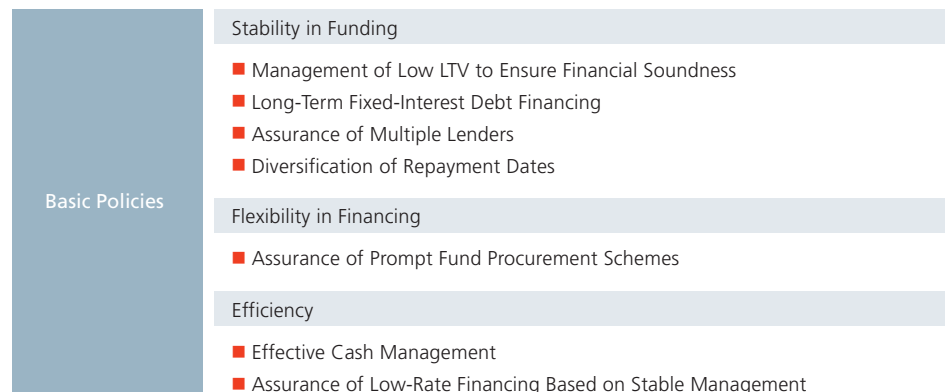 Basic Policies
Stability in Funding
Management of Low LTV to Ensure Financial Soundness
Long-Term Fixed-Interest Debt Financing
Assurance of Multiple Lenders
Diversification of Repayment Dates
Flexibility in Financing
Assurance of Prompt Fund Procurement Schemes
Efficiency
Effective Cash Management
Assurance of Low-Rate Financing Based on Stable Management